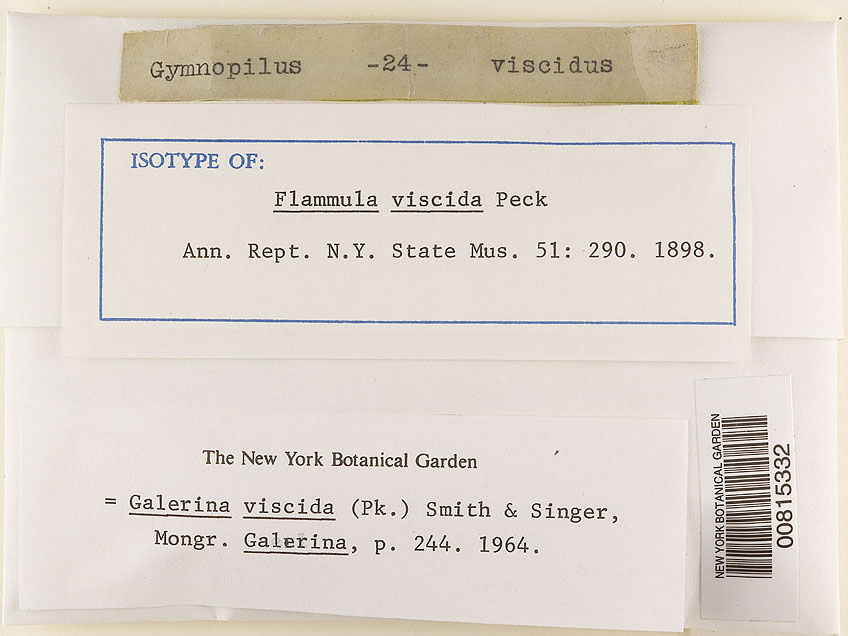 Gymnopilus -24- viscidus
ISOTYPE OF:
Flammula viscida Peck
Ann. Rept. N.Y. State Mus. 51: 290. 1898.
The New York Botanical Garden
= Galerina viscida (Pk.) Smith & Singer,
Mongr. Galerina, p. 244. 1964.
NEW YORK BOTANICAL GARDEN
00815332